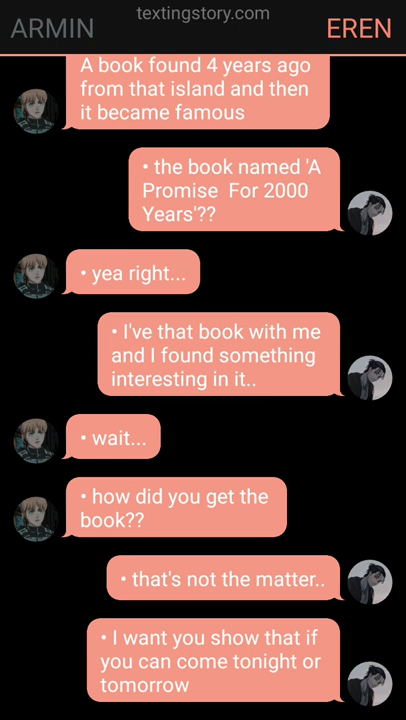 textingstory.com
ARMIN
EREN
A book found 4 years ago
from that island and then
it became famous
• the book named 'A
Promise For 2000
Years'??
• yea right...
• I've that book with me
and I found something
interesting in it..
• wait...
• how did you get the
book??
• that's not the matter..
• I want you show that if
you can come tonight or
tomorrow